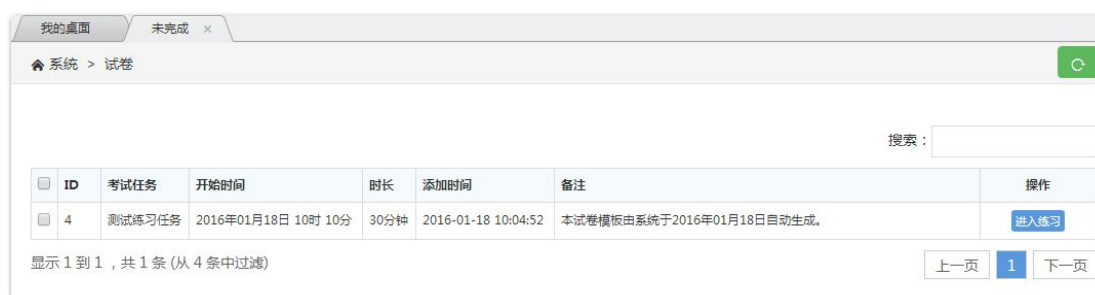 我的桌面 未完成 ×
系统 > 试卷
搜索：
ID 考试任务 开始时间 时长 添加时间 备注 操作
4 测试练习任务 2016年01月18日 10时 10分 30分钟 2016-01-18 10:04:52 本试卷模板由系统于2016年01月18日自动生成。 进入练习
显示 1 到 1 ，共 1 条 (从 4 条中过滤) 上一页 1 下一页